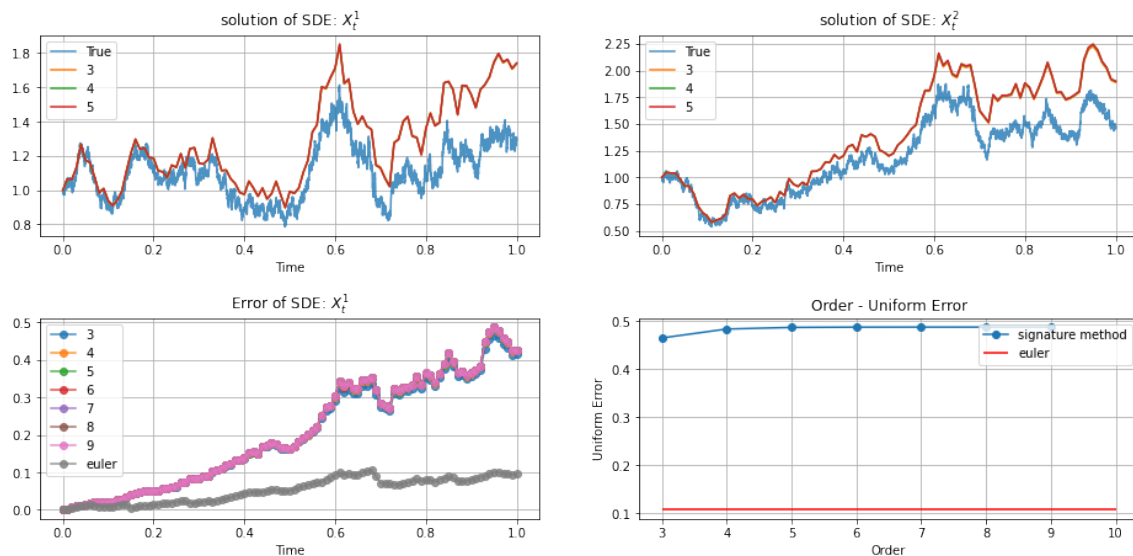 solution of SDE: X_t^1
1.8
1.6
1.4
1.2
1.0
0.8
True
3
4
5
0.0 0.2 0.4 0.6 0.8 1.0
Time
solution of SDE: X_t^2
2.25
2.00
1.75
1.50
1.25
1.00
0.75
0.50
True
3
4
5
0.0 0.2 0.4 0.6 0.8 1.0
Time
Error of SDE: X_t^1
0.5
0.4
0.3
0.2
0.1
0.0
3
4
5
6
7
8
9
euler
0.0 0.2 0.4 0.6 0.8 1.0
Time
Order - Uniform Error
Uniform Error
0.5
0.4
0.3
0.2
0.1
signature method
euler
3 4 5 6 7 8 9 10
Order